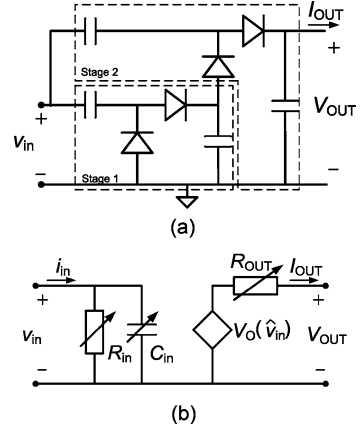 I_OUT
Stage 2
+
+
v_in
V_OUT
−
Stage 1
−
(a)
i_in
R_OUT
I_OUT
+
+
v_in
R_in
C_in
V_O(v̂_in)
V_OUT
−
−
(b)